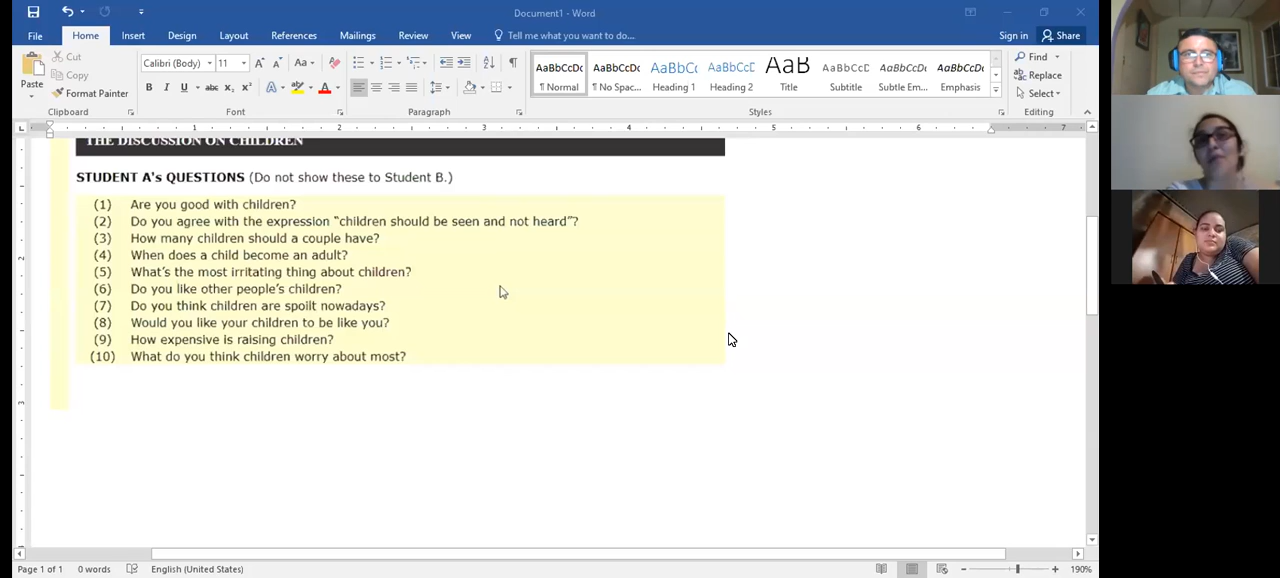 Document1 - Word
File Home Insert Design Layout References Mailings Review View Tell me what you want to do... Sign in Share
Cut
Copy
Format Painter
Paste
Calibri (Body) 11
Find
Replace
Select
AaBbCcDc AaBbCcDc AaBbCc AaBbCcD AaB AaBbCcD AaBbCcDc AaBbCcDc
¶ Normal ¶ No Spac... Heading 1 Heading 2 Title Subtitle Subtle Em... Emphasis
Clipboard Font Paragraph Styles Editing
1 2 3 4 5 6 7
THE DISCUSSION ON CHILDREN
STUDENT A's QUESTIONS (Do not show these to Student B.)
(1) Are you good with children?
(2) Do you agree with the expression “children should be seen and not heard”?
(3) How many children should a couple have?
(4) When does a child become an adult?
(5) What’s the most irritating thing about children?
(6) Do you like other people’s children?
(7) Do you think children are spoilt nowadays?
(8) Would you like your children to be like you?
(9) How expensive is raising children?
(10) What do you think children worry about most?
Page 1 of 1 0 words English (United States) 190%